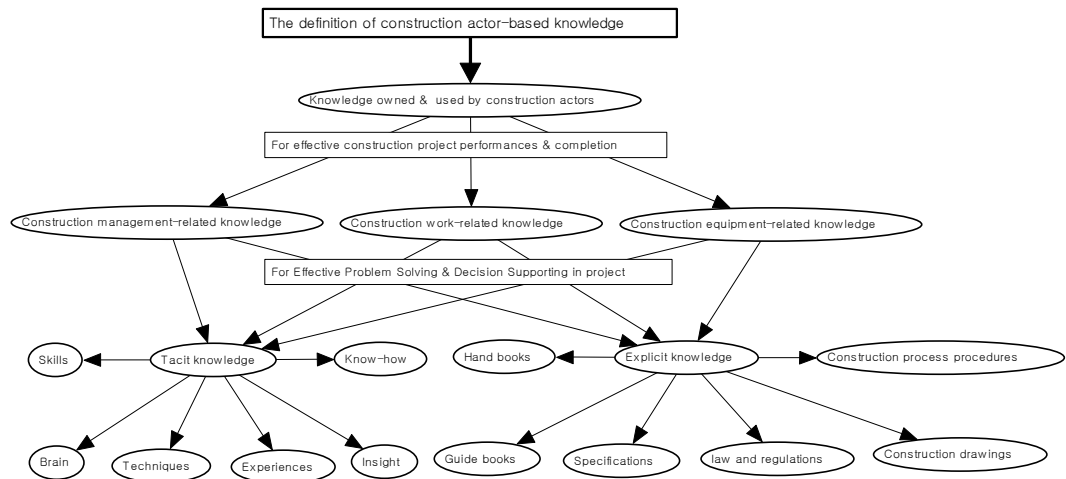 The definition of construction actor-based knowledge
Knowledge owned & used by construction actors
For effective construction project performances & completion
Construction management-related knowledge
Construction work-related knowledge
Construction equipment-related knowledge
For Effective Problem Solving & Decision Supporting in project
Skills
Tacit knowledge
Know-how
Hand books
Explicit knowledge
Construction process procedures
Brain
Techniques
Experiences
Insight
Guide books
Specifications
law and regulations
Construction drawings